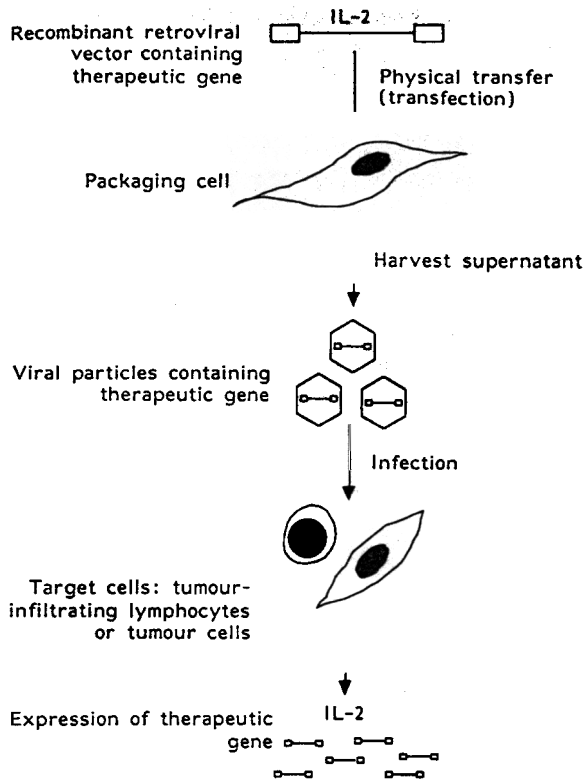 IL-2
Recombinant retroviral
vector containing
therapeutic gene
Physical transfer
(transfection)
Packaging cell
Harvest supernatant
Viral particles containing
therapeutic gene
Infection
Target cells: tumour-
infiltrating lymphocytes
or tumour cells
Expression of therapeutic
gene
IL-2